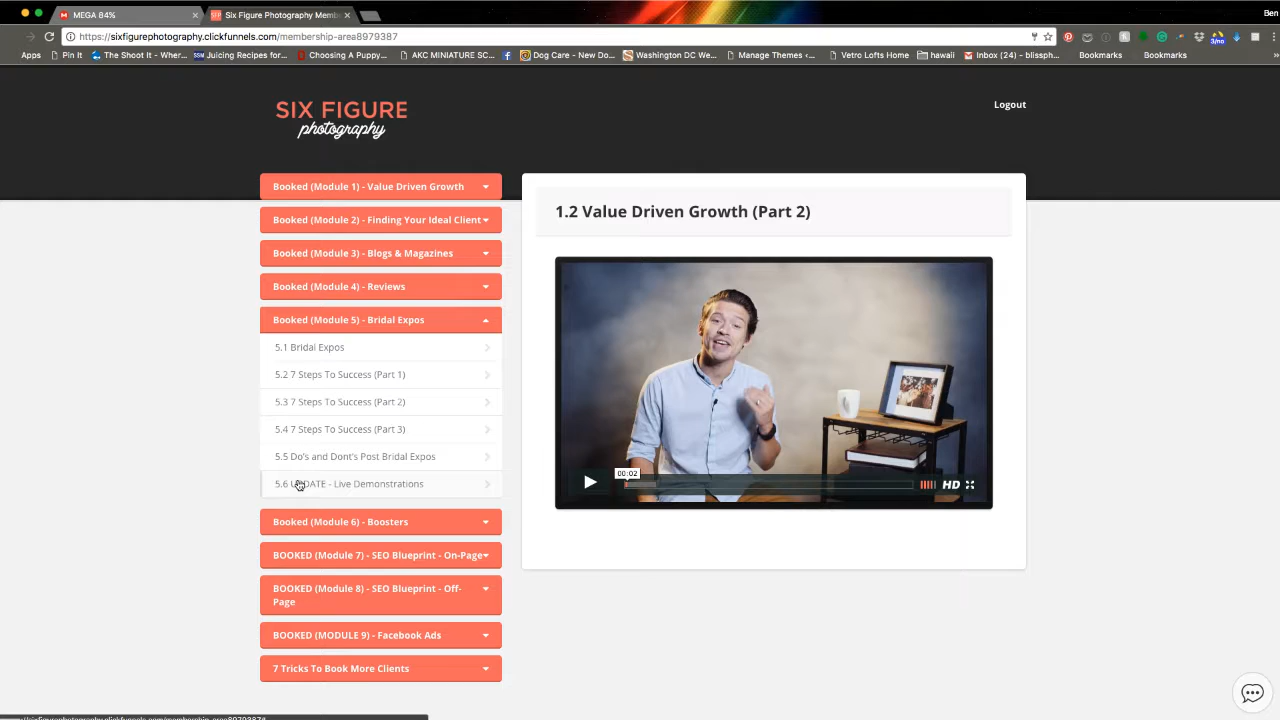 MEGA 84%
Six Figure Photography Memb
Ben
https://sixfigurephotography.clickfunnels.com/membership-area8979387
3/no
Apps
Pin It
The Shoot It - Wher...
Juicing Recipes for...
Choosing A Puppy...
AKC MINIATURE SC...
Dog Care - New Do...
Washington DC We...
Manage Themes ‹...
Vetro Lofts Home
hawaii
Inbox (24) - blissph...
Bookmarks
Bookmarks
SIX FIGURE
photography
Logout
Booked (Module 1) - Value Driven Growth
Booked (Module 2) - Finding Your Ideal Client
Booked (Module 3) - Blogs & Magazines
Booked (Module 4) - Reviews
Booked (Module 5) - Bridal Expos
5.1 Bridal Expos
5.2 7 Steps To Success (Part 1)
5.3 7 Steps To Success (Part 2)
5.4 7 Steps To Success (Part 3)
5.5 Do's and Dont's Post Bridal Expos
5.6 UPDATE - Live Demonstrations
Booked (Module 6) - Boosters
BOOKED (Module 7) - SEO Blueprint - On-Page
BOOKED (Module 8) - SEO Blueprint - Off-
Page
BOOKED (MODULE 9) - Facebook Ads
7 Tricks To Book More Clients
1.2 Value Driven Growth (Part 2)
00:02
HD